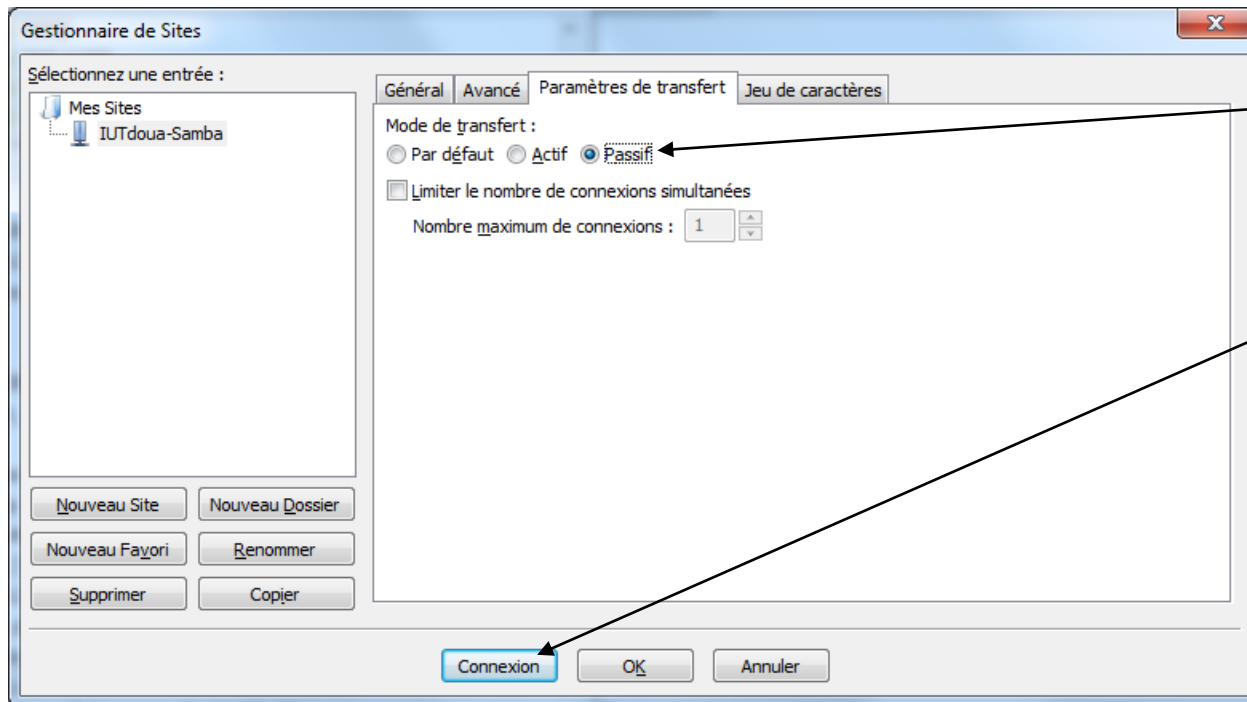 Gestionnaire de Sites
X
Sélectionnez une entrée :
Mes Sites
IUTdoua-Samba
Nouveau Site Nouveau Dossier
Nouveau Favori Renommer
Supprimer Copier
Général Avancé Paramètres de transfert Jeu de caractères
Mode de transfert :
Par défaut Actif Passif
Limiter le nombre de connexions simultanées
Nombre maximum de connexions : 1
Connexion OK Annuler